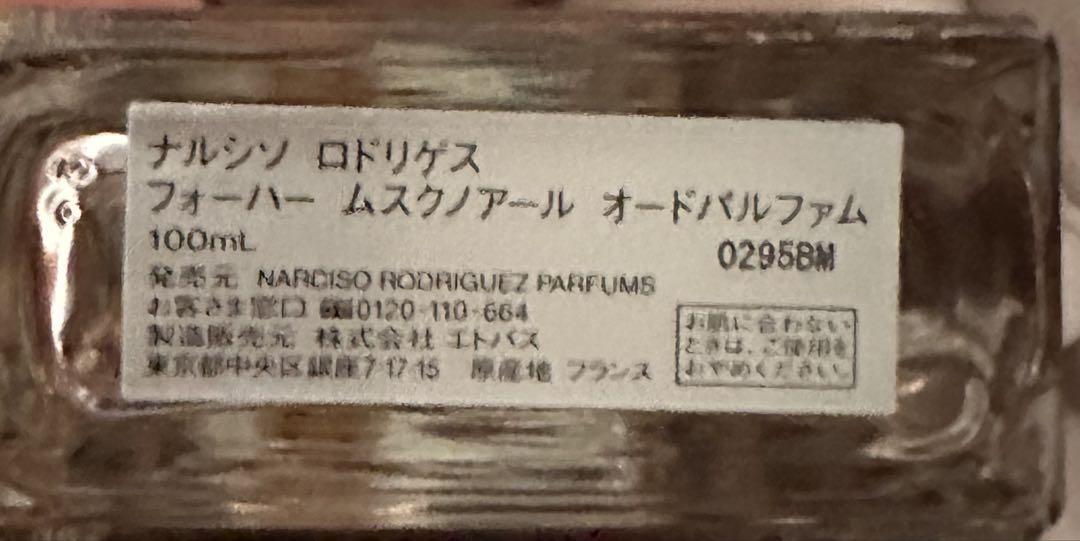 ナルシソ ロドリゲス
フォーハー ムスクノアール オードパルファム
100mL
02958M
発売元 NARCISO RODRIGUEZ PARFUMS
お客さま窓口 0120-110-664
製造販売元 株式会社 エトバス
東京都中央区銀座7-17-15 原産地 フランス
お肌に合わない
ときは、ご使用を
おやめください。